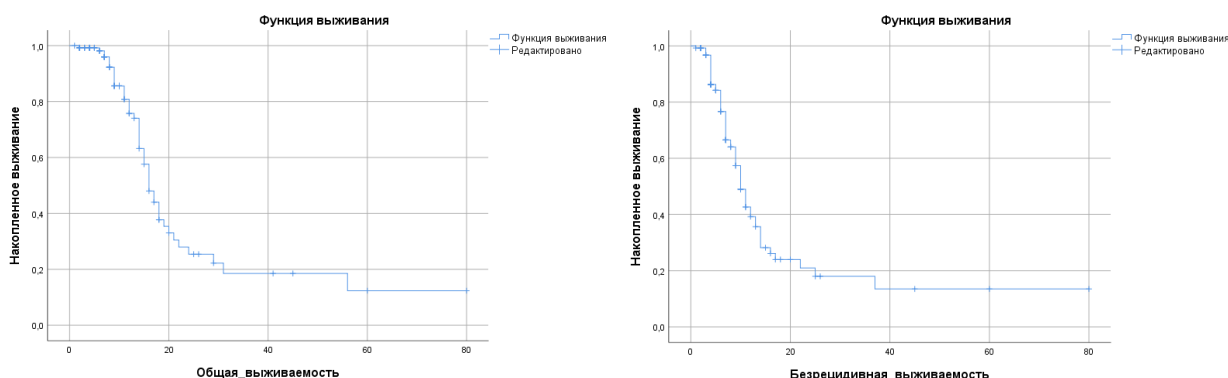 Функция выживания
Функция выживания
Редактировано
Накопленное выживание
1,0
0,8
0,6
0,4
0,2
0,0
0 20 40 60 80
Общая_выживаемость
Функция выживания
Функция выживания
Редактировано
Накопленное выживание
1,0
0,8
0,6
0,4
0,2
0,0
0 20 40 60 80
Безрецидивная_выживаемость